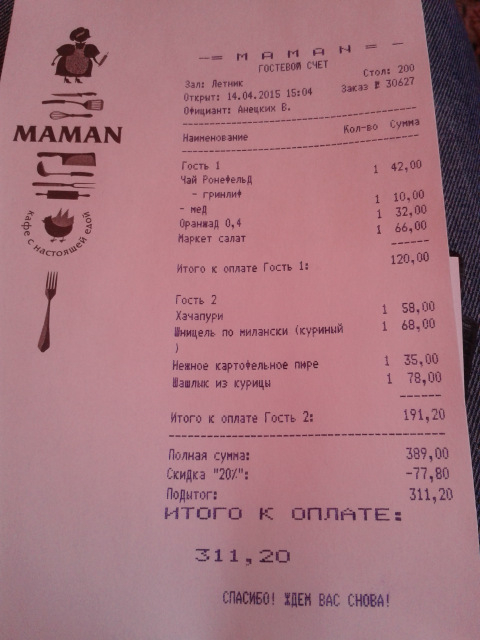 MAMAN
кафе с настоящей едой
-= MAMAN = -
ГОСТЕВОЙ СЧЕТ
Зал: Летник Стол: 200
Открыт: 14.04.2015 15:04 Заказ № 30627
Официант: Анецких В.
Наименование Кол-во Сумма
Гость 1
Чай Ронефельд 1 42,00
- гринлиф
- мед 1 10,00
Оранжад 0,4 1 32,00
Маркет салат 1 66,00
------
Итого к оплате Гость 1: 120,00
Гость 2
Хачапури 1 58,00
Шницель по милански (куриный 1 68,00
)
Нежное картофельное пюре 1 35,00
Шашлык из курицы 1 78,00
------
Итого к оплате Гость 2: 191,20
Полная сумма: 389,00
Скидка "20%": -77,80
Подытог: 311,20
ИТОГО К ОПЛАТЕ:
311,20
СПАСИБО! ЖДЕМ ВАС СНОВА!